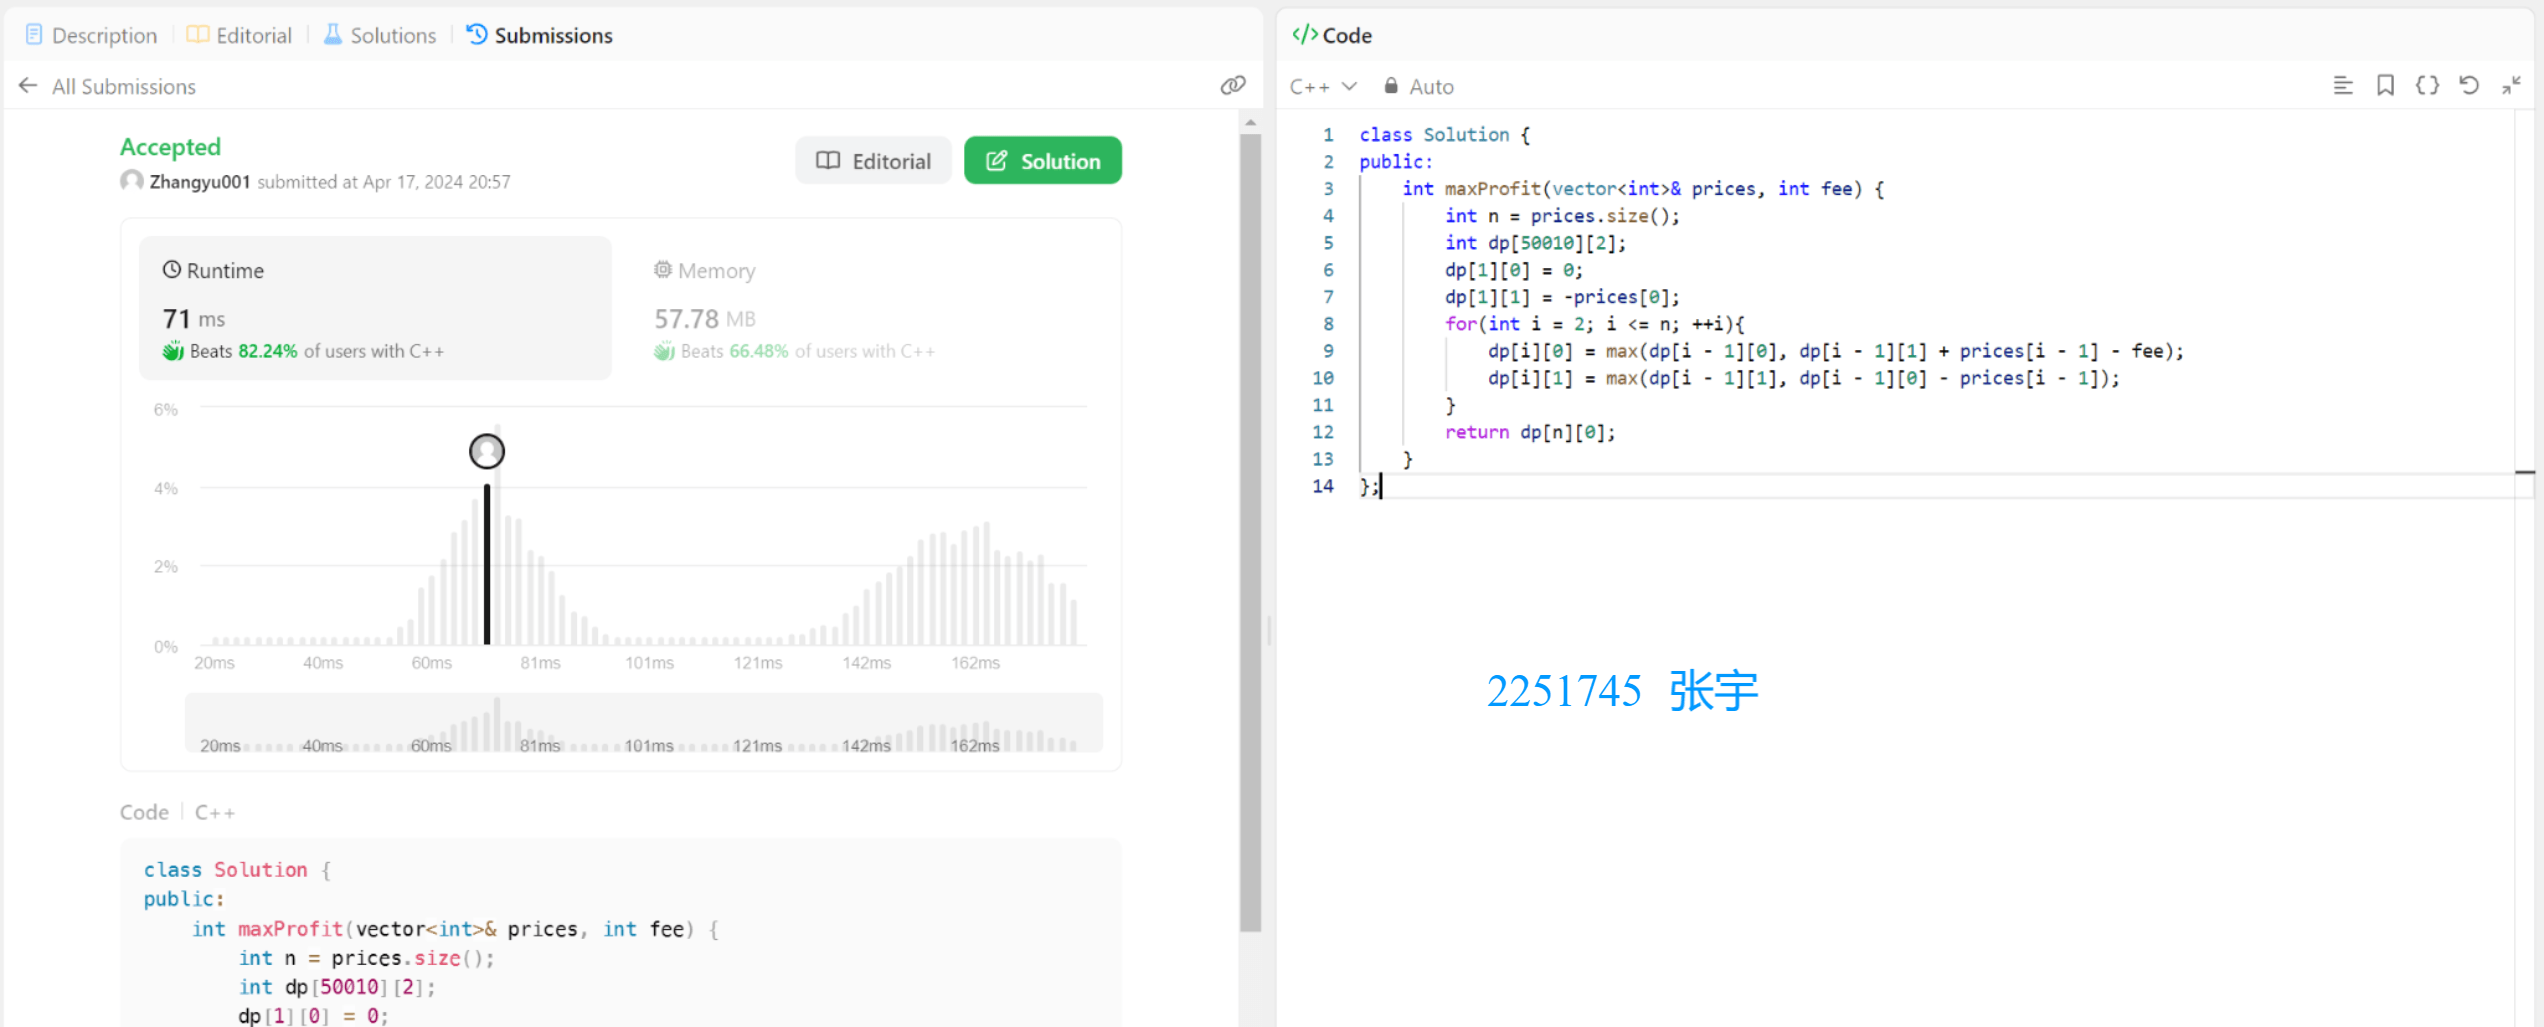 Description Editorial Solutions Submissions
All Submissions
Accepted
Zhangyu001 submitted at Apr 17, 2024 20:57
Editorial Solution
Runtime
71 ms
Beats 82.24% of users with C++
Memory
57.78 MB
Beats 66.48% of users with C++
6%
4%
2%
0%
20ms 40ms 60ms 81ms 101ms 121ms 142ms 162ms
20ms 40ms 60ms 81ms 101ms 121ms 142ms 162ms
Code C++
class Solution {
public:
    int maxProfit(vector<int>& prices, int fee) {
        int n = prices.size();
        int dp[50010][2];
        dp[1][0] = 0;
</>Code
C++ Auto
1 class Solution {
2 public:
3     int maxProfit(vector<int>& prices, int fee) {
4         int n = prices.size();
5         int dp[50010][2];
6         dp[1][0] = 0;
7         dp[1][1] = -prices[0];
8         for(int i = 2; i <= n; ++i){
9             dp[i][0] = max(dp[i - 1][0], dp[i - 1][1] + prices[i - 1] - fee);
10             dp[i][1] = max(dp[i - 1][1], dp[i - 1][0] - prices[i - 1]);
11         }
12         return dp[n][0];
13     }
14 };
2251745 张宇